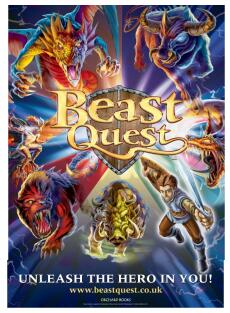 Beast
Quest
UNLEASH THE HERO IN YOU!
www.beastquest.co.uk
ORCHARD BOOKS